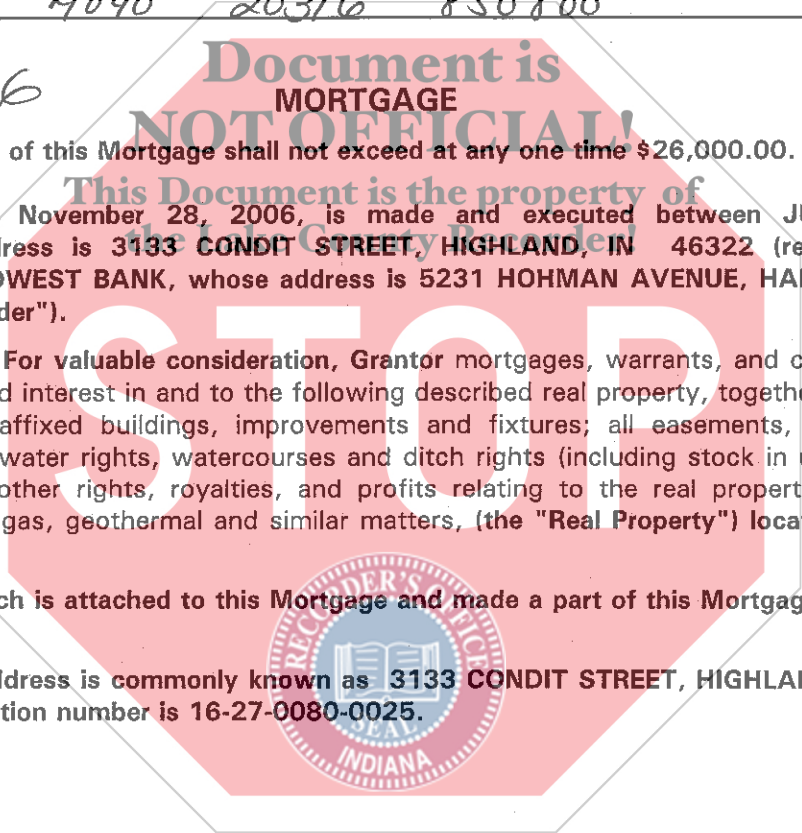 4040 20316 850800
6
Document is
MORTGAGE
NOT OFFICIAL!
of this Mortgage shall not exceed at any one time $26,000.00.
This Document is the property of
November 28, 2006, is made and executed between
the Lake County Recorder!
dress is 3133 CONDIT STREET, HIGHLAND, IN 46322 (re
DWEST BANK, whose address is 5231 HOHMAN AVENUE, HA
der").
STOP
For valuable consideration, Grantor mortgages, warrants, and c
d interest in and to the following described real property, togethe
affixed buildings, improvements and fixtures; all easements,
water rights, watercourses and ditch rights (including stock in
other rights, royalties, and profits relating to the real propert
gas, geothermal and similar matters, (the "Real Property") loca
ch is attached to this Mortgage and made a part of this Mortgag
ddress is commonly known as 3133 CONDIT STREET, HIGHLA
tion number is 16-27-0080-0025.
RECORDER'S OFFICE
SEAL
INDIANA